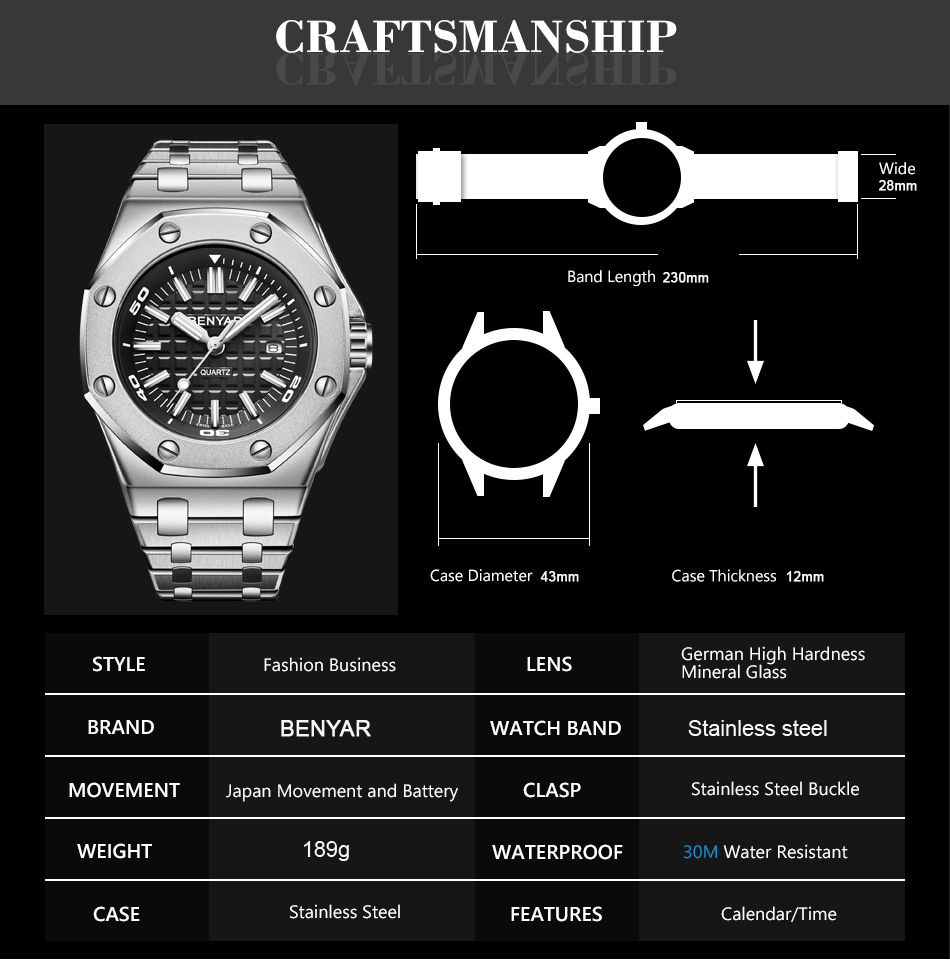 CRAFTSMANSHIP
BENYAR
QUARTZ
8
50
20
40
30
Wide
28mm
Band Length 230mm
Case Diameter 43mm
Case Thickness 12mm
STYLE
Fashion Business
LENS
German High Hardness
Mineral Glass
BRAND
BENYAR
WATCH BAND
Stainless steel
MOVEMENT
Japan Movement and Battery
CLASP
Stainless Steel Buckle
WEIGHT
189g
WATERPROOF
30M Water Resistant
CASE
Stainless Steel
FEATURES
Calendar/Time